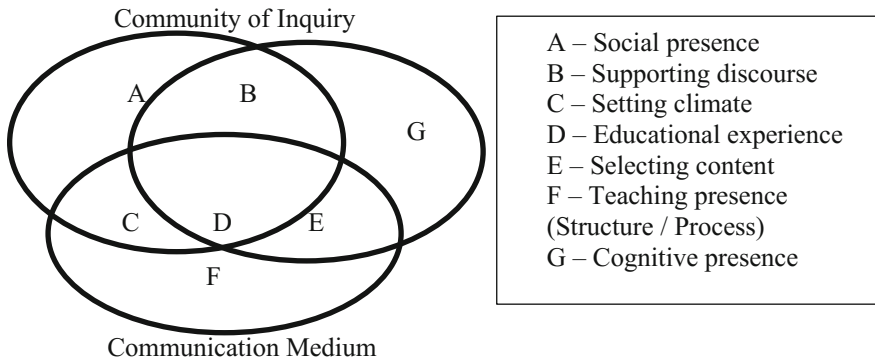 Community of Inquiry
A
B
G
C
D
E
F
Communication Medium
A – Social presence
B – Supporting discourse
C – Setting climate
D – Educational experience
E – Selecting content
F – Teaching presence
(Structure / Process)
G – Cognitive presence